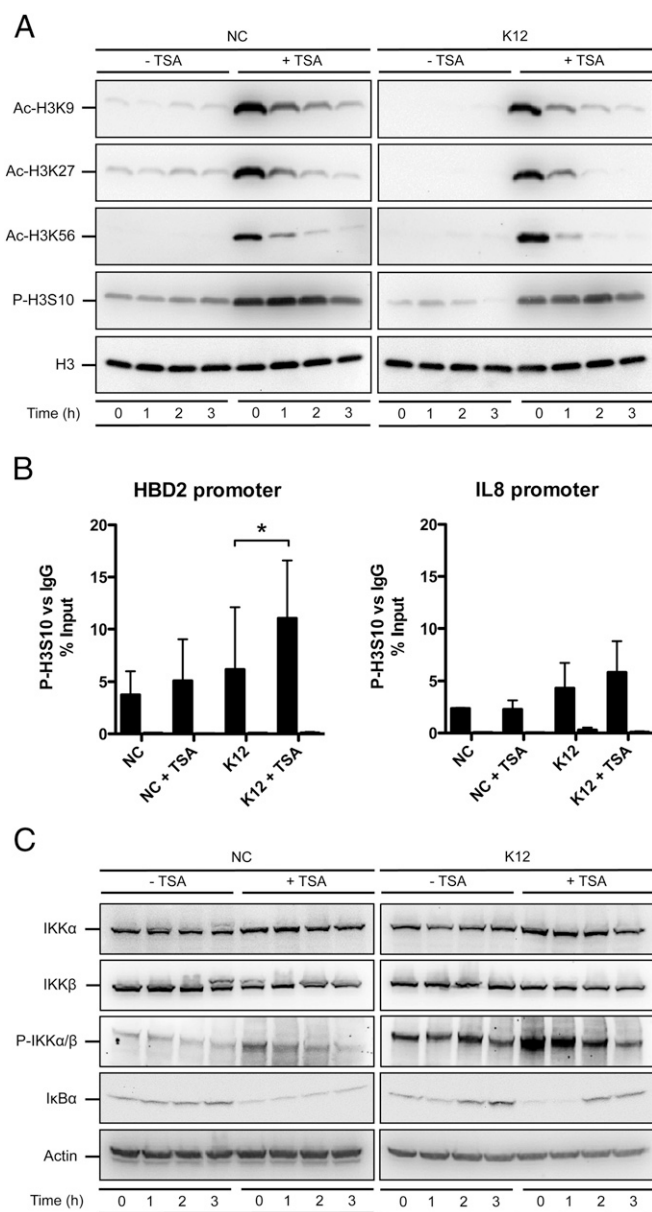 A
NC K12
- TSA + TSA - TSA + TSA
Ac-H3K9
Ac-H3K27
Ac-H3K56
P-H3S10
H3
Time (h) 0 1 2 3 0 1 2 3 0 1 2 3 0 1 2 3
B
HBD2 promoter IL8 promoter
P-H3S10 vs IgG
% Input
20
15
10
5
0
*
NC NC + TSA K12 K12 + TSA
P-H3S10 vs IgG
% Input
20
15
10
5
0
NC NC + TSA K12 K12 + TSA
C
NC K12
- TSA + TSA - TSA + TSA
IKKα
IKKβ
P-IKKα/β
IκBα
Actin
Time (h) 0 1 2 3 0 1 2 3 0 1 2 3 0 1 2 3